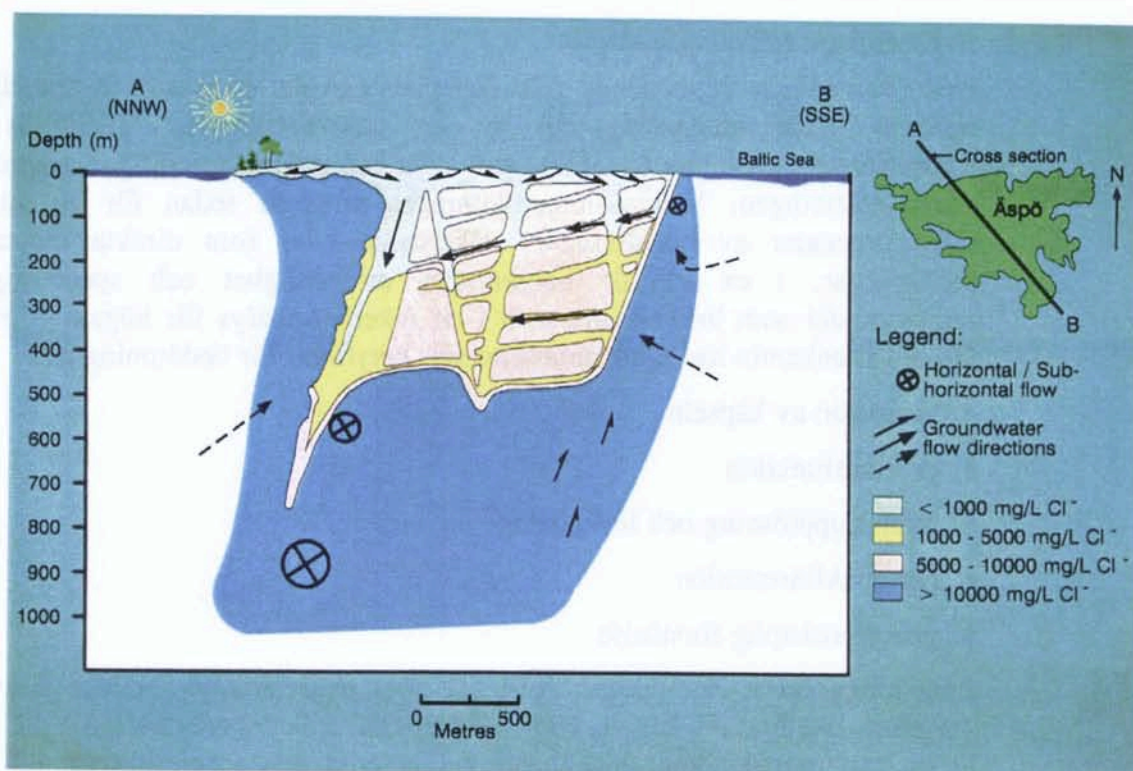 A
(NNW)
B
(SSE)
Depth (m)
Baltic Sea
0
100
200
300
400
500
600
700
800
900
1000
0 500
Metres
A
Cross section
N
Äspö
B
Legend:
Horizontal / Sub-
horizontal flow
Groundwater
flow directions
< 1000 mg/L Cl⁻
1000 - 5000 mg/L Cl⁻
5000 - 10000 mg/L Cl⁻
> 10000 mg/L Cl⁻